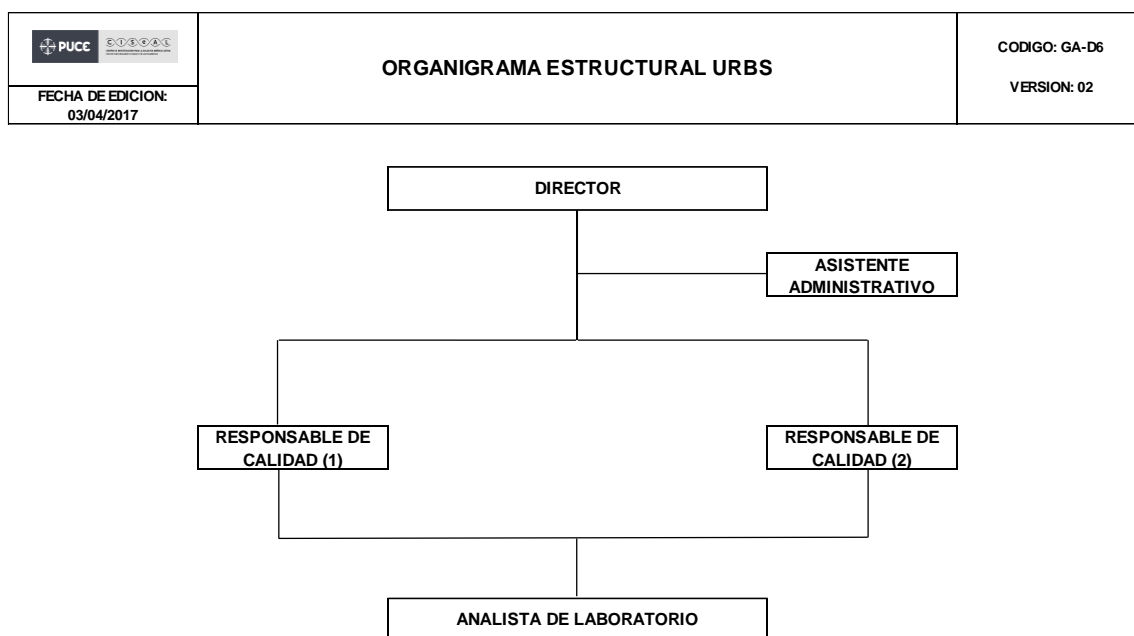 PUCE
CISEAL
FECHA DE EDICION:
03/04/2017
ORGANIGRAMA ESTRUCTURAL URBS
CODIGO: GA-D6
VERSION: 02
DIRECTOR
ASISTENTE
ADMINISTRATIVO
RESPONSABLE DE
CALIDAD (1)
RESPONSABLE DE
CALIDAD (2)
ANALISTA DE LABORATORIO